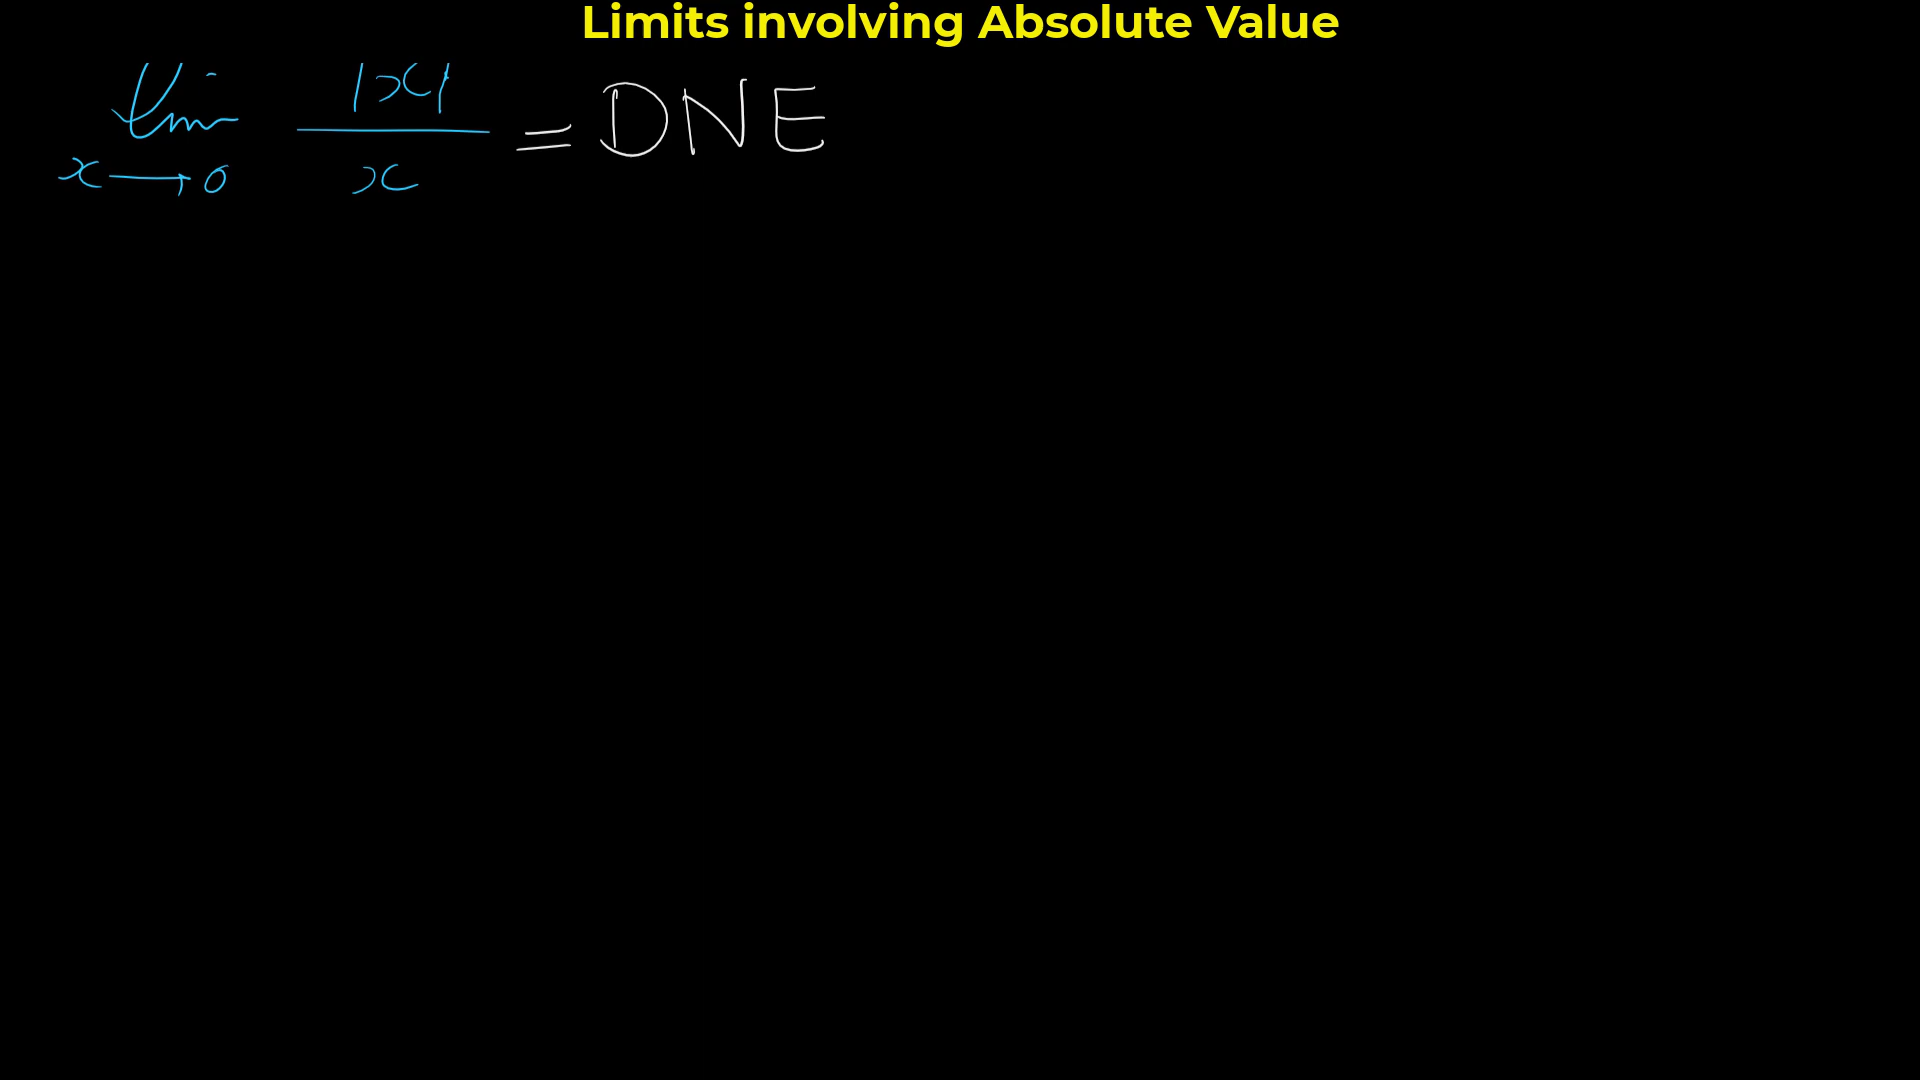 Limits involving Absolute Value
lim |x|
x→0 x = DNE